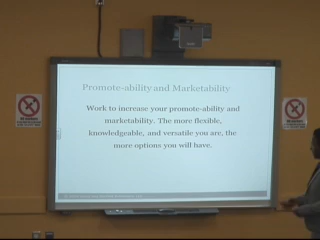 Promote-ability and Marketability
Work to increase your promote-ability and
marketability. The more flexible,
knowledgeable, and versatile you are, the
more options you will have.